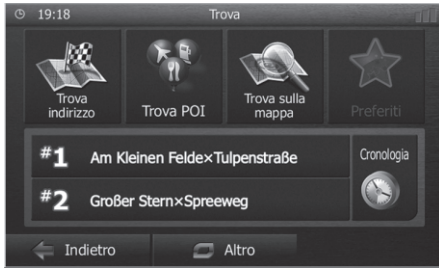 19:18 Trova
Trova indirizzo
Trova POI
Trova sulla mappa
Preferiti
#1 Am Kleinen Felde×Tulpenstraße
Cronologia
#2 Großer Stern×Spreeweg
Indietro Altro